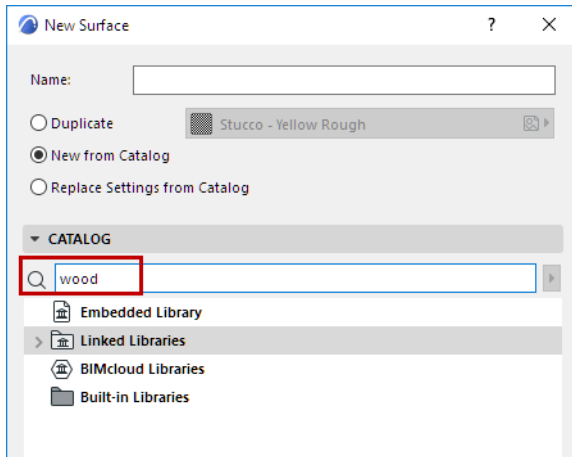 New Surface
?
Name:
Duplicate
Stucco - Yellow Rough
New from Catalog
Replace Settings from Catalog
CATALOG
wood
Embedded Library
Linked Libraries
BIMcloud Libraries
Built-in Libraries